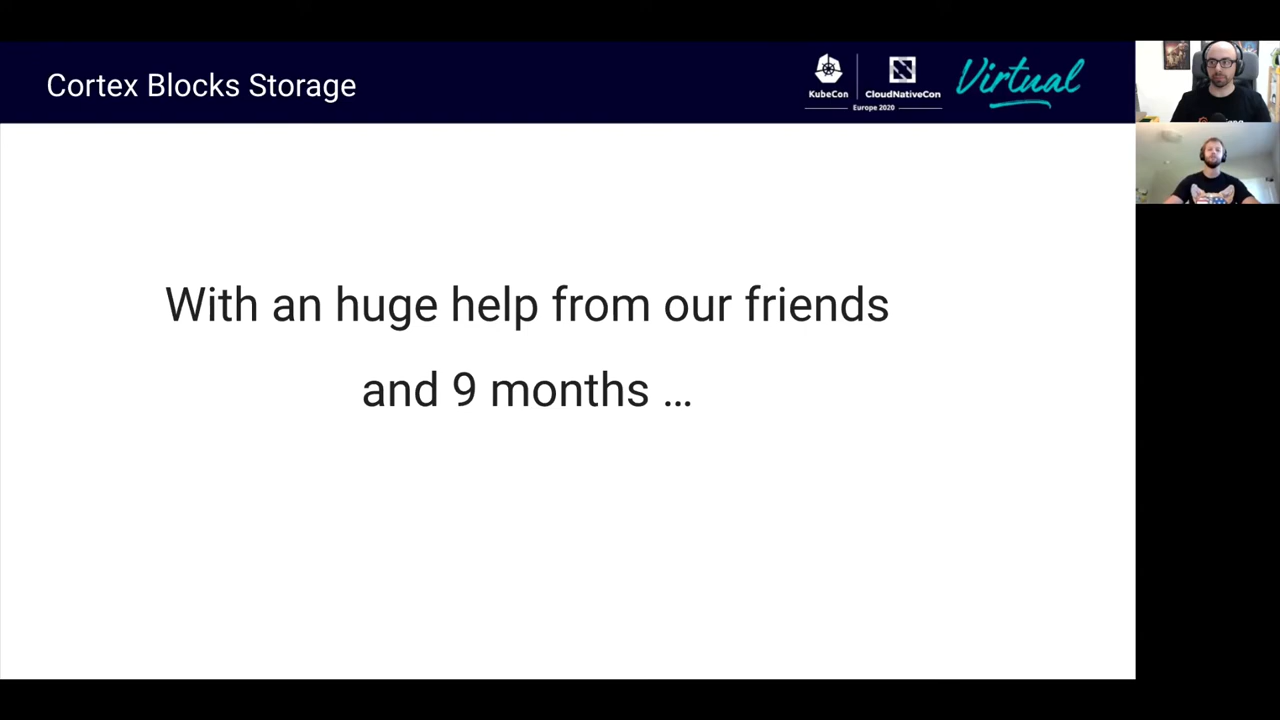 Cortex Blocks Storage
KubeCon
CloudNativeCon
Europe 2020
Virtual
With an huge help from our friends
and 9 months ...